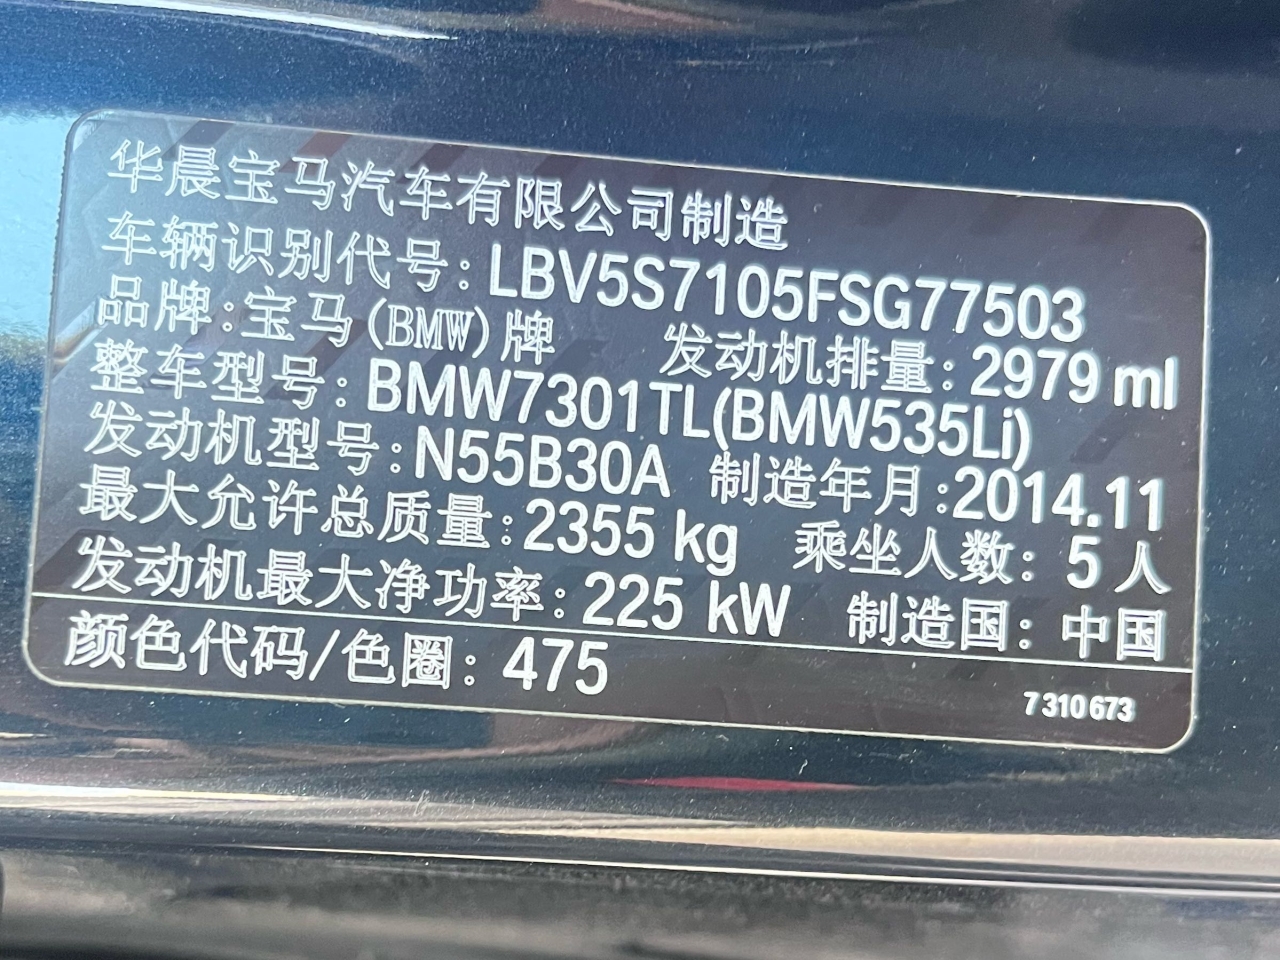 华晨宝马汽车有限公司制造
车辆识别代号: LBV5S7105FSG77503
品牌:宝马(BMW)牌 发动机排量: 2979 ml
整车型号: BMW7301TL(BMW535Li)
发动机型号: N55B30A 制造年月:2014.11
最大允许总质量: 2355 kg 乘坐人数: 5 人
发动机最大净功率: 225 kW 制造国: 中国
颜色代码/色圈: 475
7310673